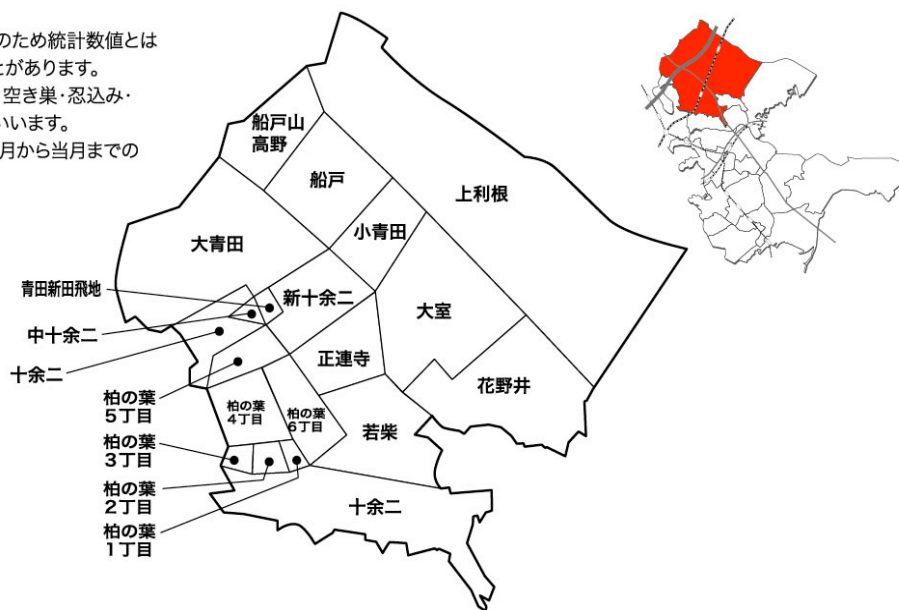 のため統計数値とは
とがあります。
空き巣・忍込み・
いいます。
月から当月までの
船戸山
高野
船戸
上利根
小青田
大青田
青田新田飛地
新十余二
大室
中十余二
正連寺
十余二
花野井
柏の葉
5丁目
柏の葉
4丁目
柏の葉
6丁目
若柴
柏の葉
3丁目
柏の葉
2丁目
十余二
柏の葉
1丁目